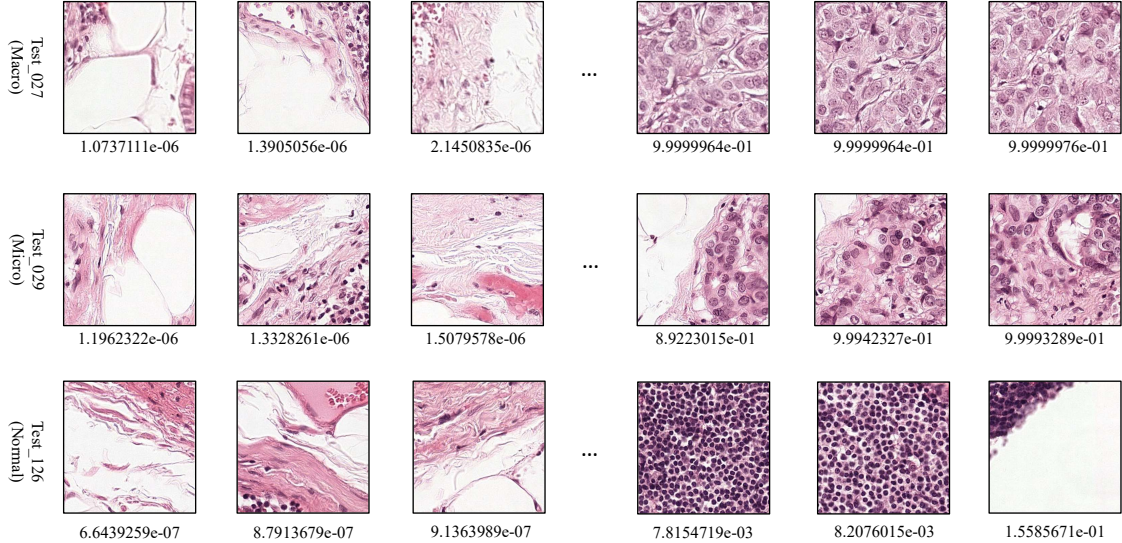 Test_027
(Macro)
...
1.0737111e-06 1.3905056e-06 2.1450835e-06 9.9999964e-01 9.9999964e-01 9.9999976e-01
Test_029
(Micro)
...
1.1962322e-06 1.3328261e-06 1.5079578e-06 8.9223015e-01 9.9942327e-01 9.9993289e-01
Test_126
(Normal)
...
6.6439259e-07 8.7913679e-07 9.1363989e-07 7.8154719e-03 8.2076015e-03 1.5585671e-01